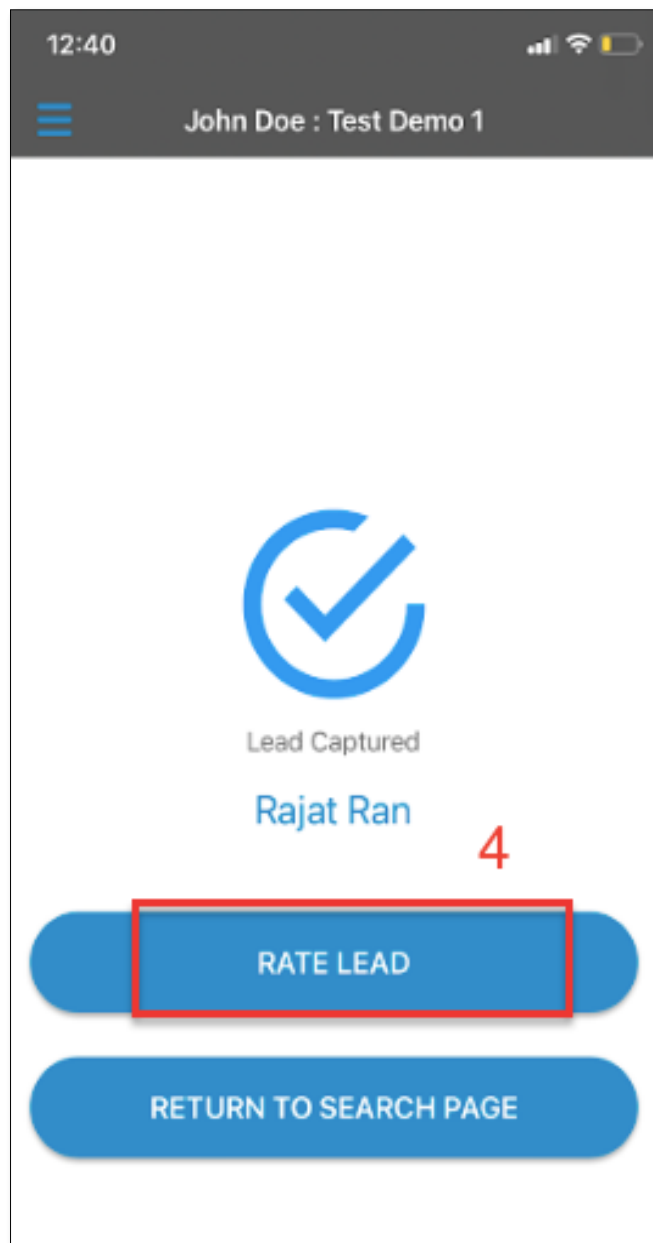 12:40
John Doe : Test Demo 1
Lead Captured
Rajat Ran
4
RATE LEAD
RETURN TO SEARCH PAGE